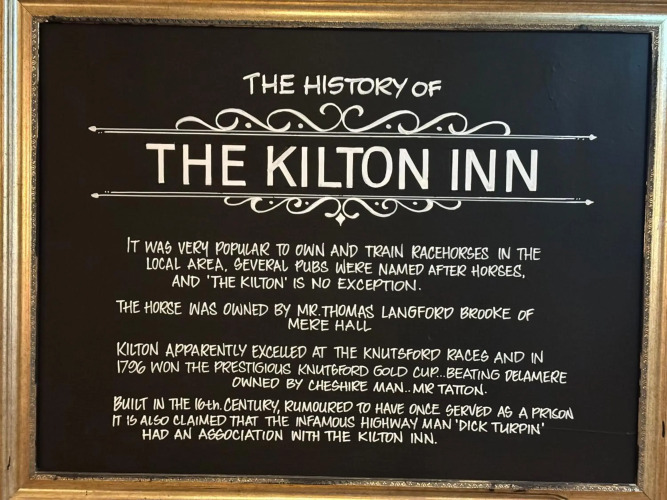 THE HISTORY OF
THE KILTON INN
IT WAS VERY POPULAR TO OWN AND TRAIN RACEHORSES IN THE
LOCAL AREA, SEVERAL PUBS WERE NAMED AFTER HORSES,
AND 'THE KILTON' IS NO EXCEPTION.
THE HORSE WAS OWNED BY MR.THOMAS LANGFORD BROOKE OF
MERE HALL
KILTON APPARENTLY EXCELLED AT THE KNUTSFORD RACES AND IN
1796 WON THE PRESTIGIOUS KNUTSFORD GOLD CUP...BEATING DELAMERE
OWNED BY CHESHIRE MAN..MR TATTON.
BUILT IN THE 16th.CENTURY, RUMOURED TO HAVE ONCE SERVED AS A PRISON
IT IS ALSO CLAIMED THAT THE INFAMOUS HIGHWAY MAN 'DICK TURPIN'
HAD AN ASSOCIATION WITH THE KILTON INN.